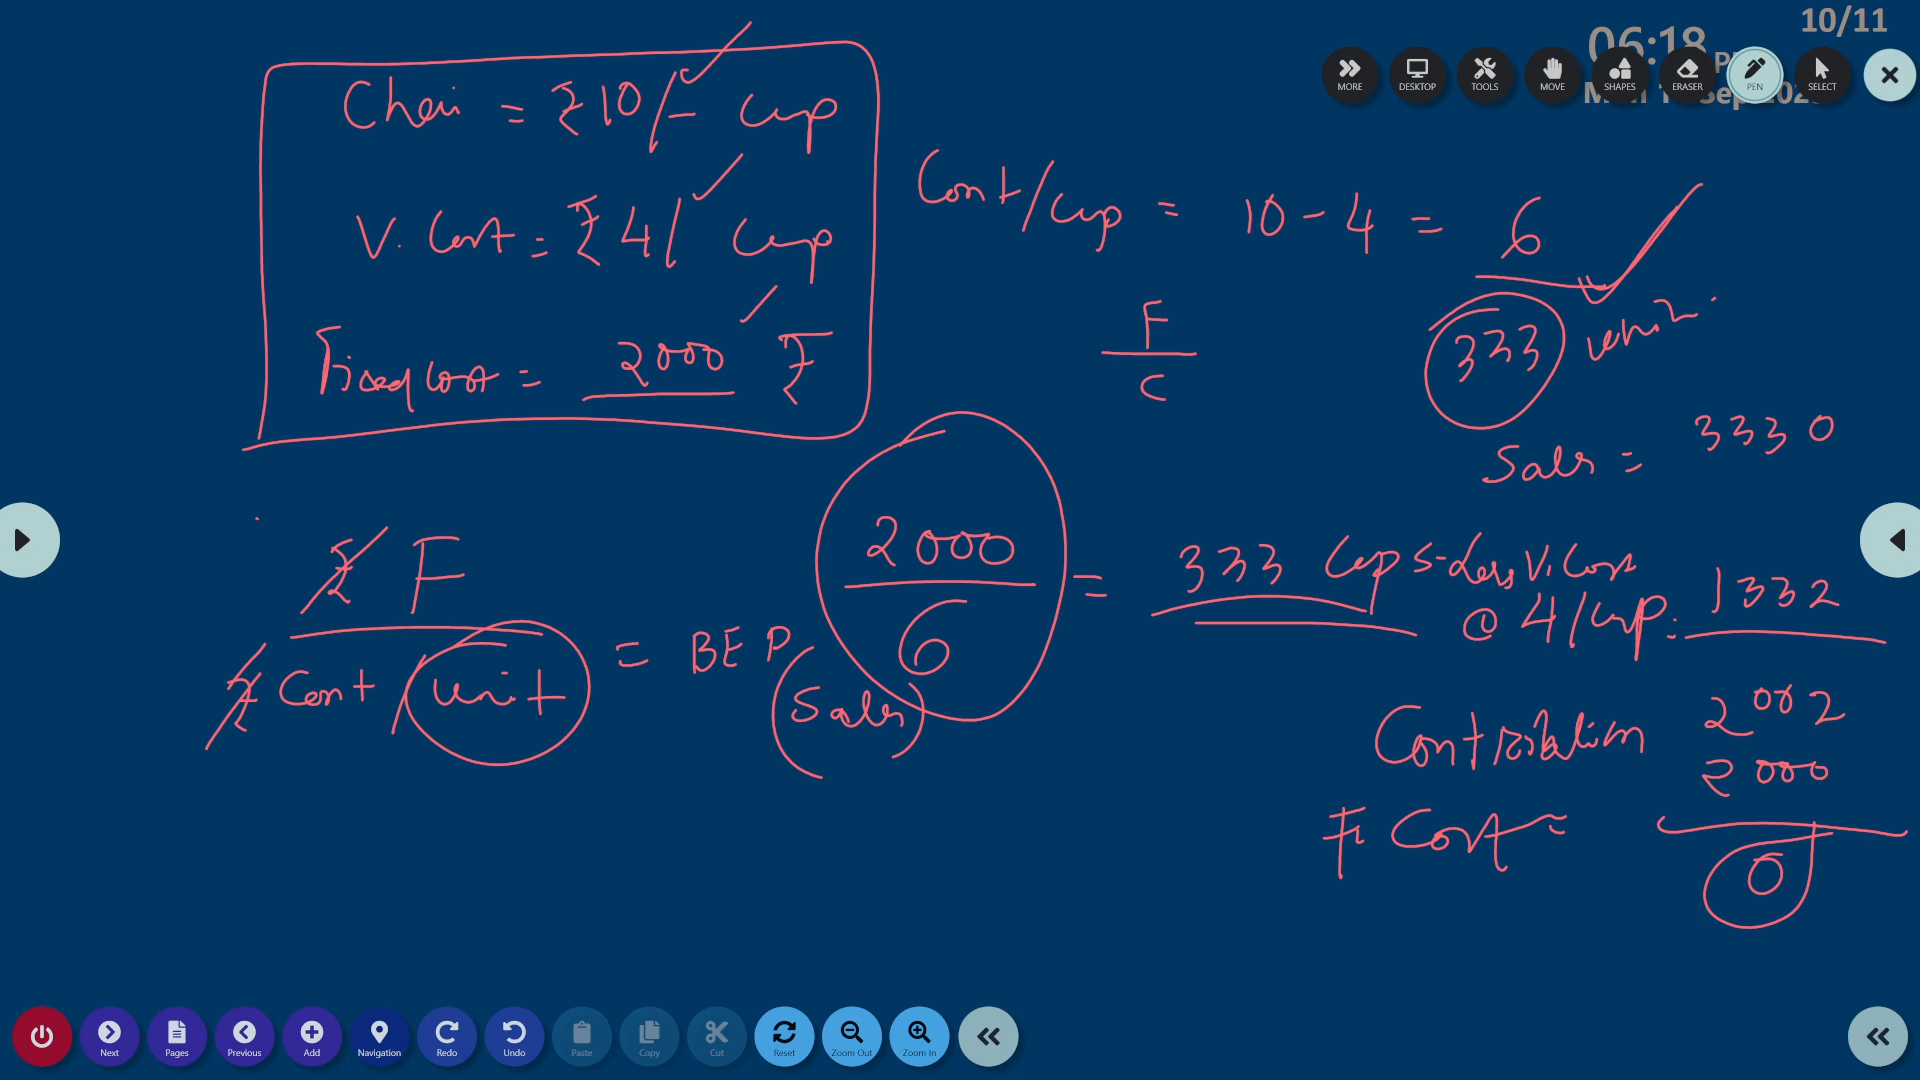 10/11
06:18
MORE DESKTOP TOOLS MOVE SHAPES ERASER PEN SELECT
Chai = ₹10/- cup
V. Cost = ₹4/ cup
Fixed Cost = 2000 ₹
Cont/cup = 10 - 4 = 6
F
C
333 units
Sales = 3330
₹ F
₹ Cont/unit = BEP (Sales)
2000
6
= 333 Cups - Less V. Cost
@ 4/cup. 1332
Contribution 2002
2000
F. Cost =
0
Next Pages Previous Add Navigation Redo Undo Paste Copy Cut Reset Zoom Out Zoom In